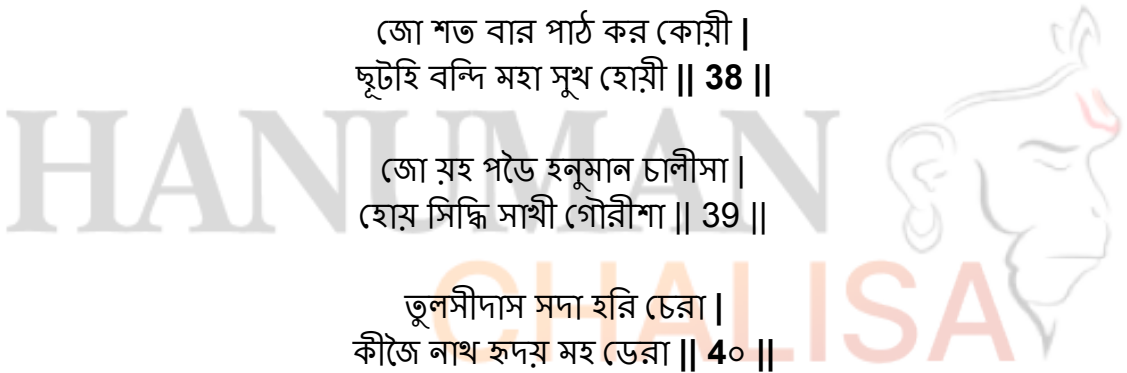 জো শত বার পাঠ কর কোয়ী |
ছূটহি বন্দি মহা সুখ হোয়ী || 38 ||
জো য়হ পডৈ হনুমান চালীসা |
হোয় সিদ্ধি সাখী গৌরীশা || 39 ||
তুলসীদাস সদা হরি চেরা |
কীজৈ নাথ হৃদয় মহ ডেরা || 4০ ||
HANUMAN
CHALISA